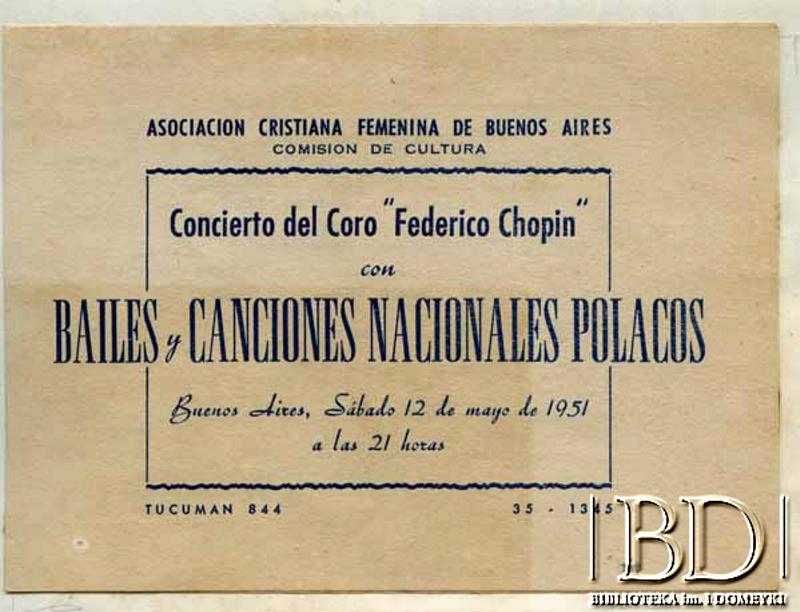 ASOCIACION CRISTIANA FEMENINA DE BUENOS AIRES
COMISION DE CULTURA
Concierto del Coro "Federico Chopin"
con
BAILES y CANCIONES NACIONALES POLACOS
Buenos Aires, Sábado 12 de mayo de 1951
a las 21 horas
TUCUMAN 844 35 - 1345
|BD|
BIBLIOTEKA im. I DOMEYKI